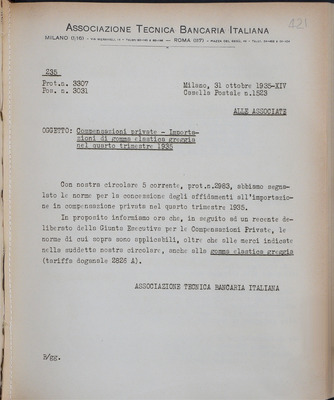 121
ASSOCIAZIONE TECNICA BANCARIA ITALIANA
MILANO (1/16) - ROMA (117)
235
Prot.n. 3307
Pos. n. 3031
Milano, 31 ottobre 1935-XIV
Casella Postale n.1523
ALLE ASSOCIATE
OGGETTO: Compensazioni private - Importa-
zioni di gomma elastica greggia
nel quarto trimestre 1935
Con nostra circolare 5 corrente, prot.n.2983, abbiamo segna-
lato le norme per la concessione degli affidamenti all'importazio-
ne in compensazione privata nel quarto trimestre 1935.
In proposito informiamo ora che, in seguito ad un recente de-
liberato della Giunta Esecutiva per le Compensazioni Private, le
norme di cui sopra sono applicabili, oltre che alle merci indicate
nella suddetta nostra circolare, anche alla gomma elastica greggia
(tariffa doganale 2826 A).
ASSOCIAZIONE TECNICA BANCARIA ITALIANA
B/gg.